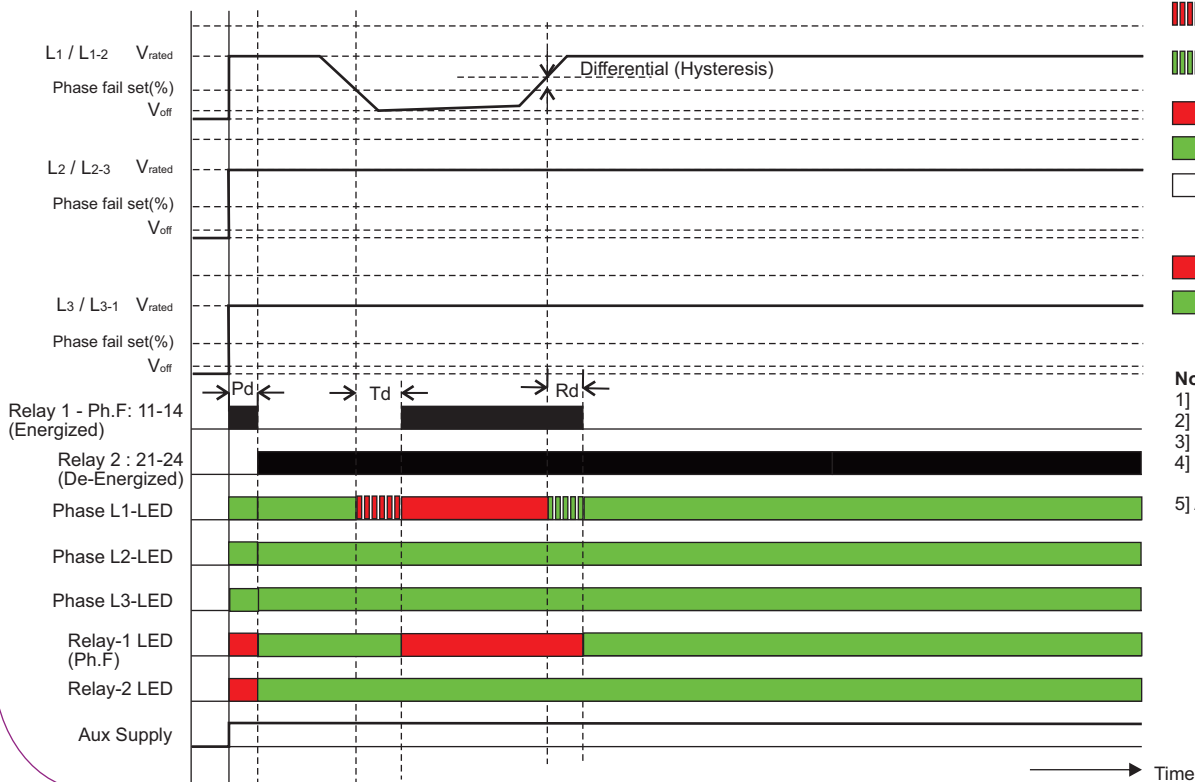 L1 / L1-2 Vrated
Differential (Hysteresis)
Phase fail set(%)
Voff
L2 / L2-3 Vrated
Phase fail set(%)
Voff
L3 / L3-1 Vrated
Phase fail set(%)
Voff
Pd
Td
Rd
Relay 1 - Ph.F: 11-14
(Energized)
Relay 2 : 21-24
(De-Energized)
Phase L1-LED
Phase L2-LED
Phase L3-LED
Relay-1 LED
(Ph.F)
Relay-2 LED
Aux Supply
Time
No
1]
2]
3]
4]
5]